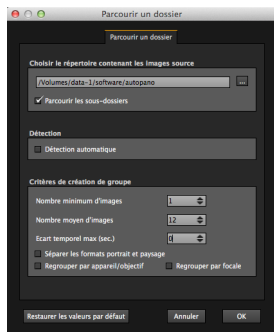 Parcourir un dossier
Parcourir un dossier
Choisir le répertoire contenant les images source
/Volumes/data-1/software/autopano
...
Parcourir les sous-dossiers
Détection
Détection automatique
Critères de création de groupe
Nombre minimum d'images
1
Nombre moyen d'images
12
Ecart temporel max (sec.)
0
Séparer les formats portrait et paysage
Regrouper par appareil/objectif
Regrouper par focale
Restaurer les valeurs par défaut
Annuler
OK